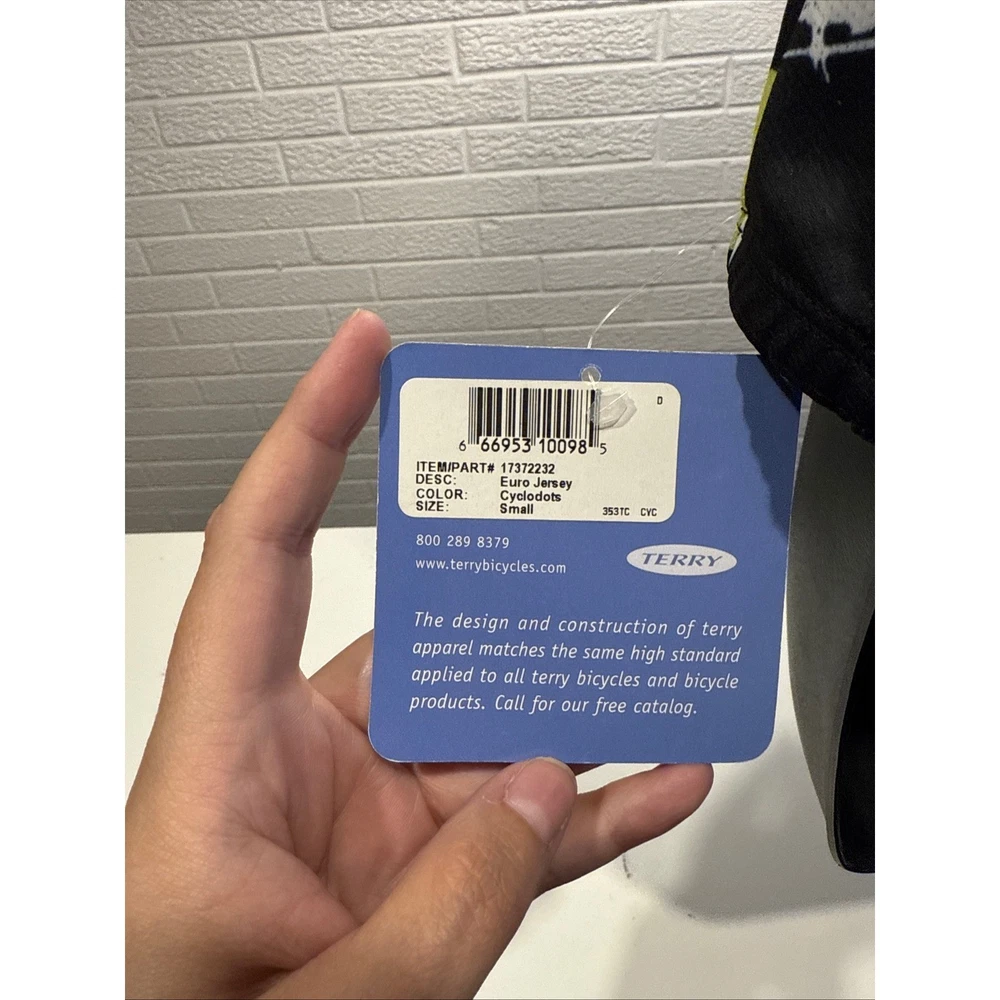 D
6 66953 10098 5
ITEM/PART# 17372232
DESC: Euro Jersey
COLOR: Cyclodots
SIZE: Small 353TC CYC
800 289 8379
www.terrybicycles.com
TERRY
The design and construction of terry
apparel matches the same high standard
applied to all terry bicycles and bicycle
products. Call for our free catalog.